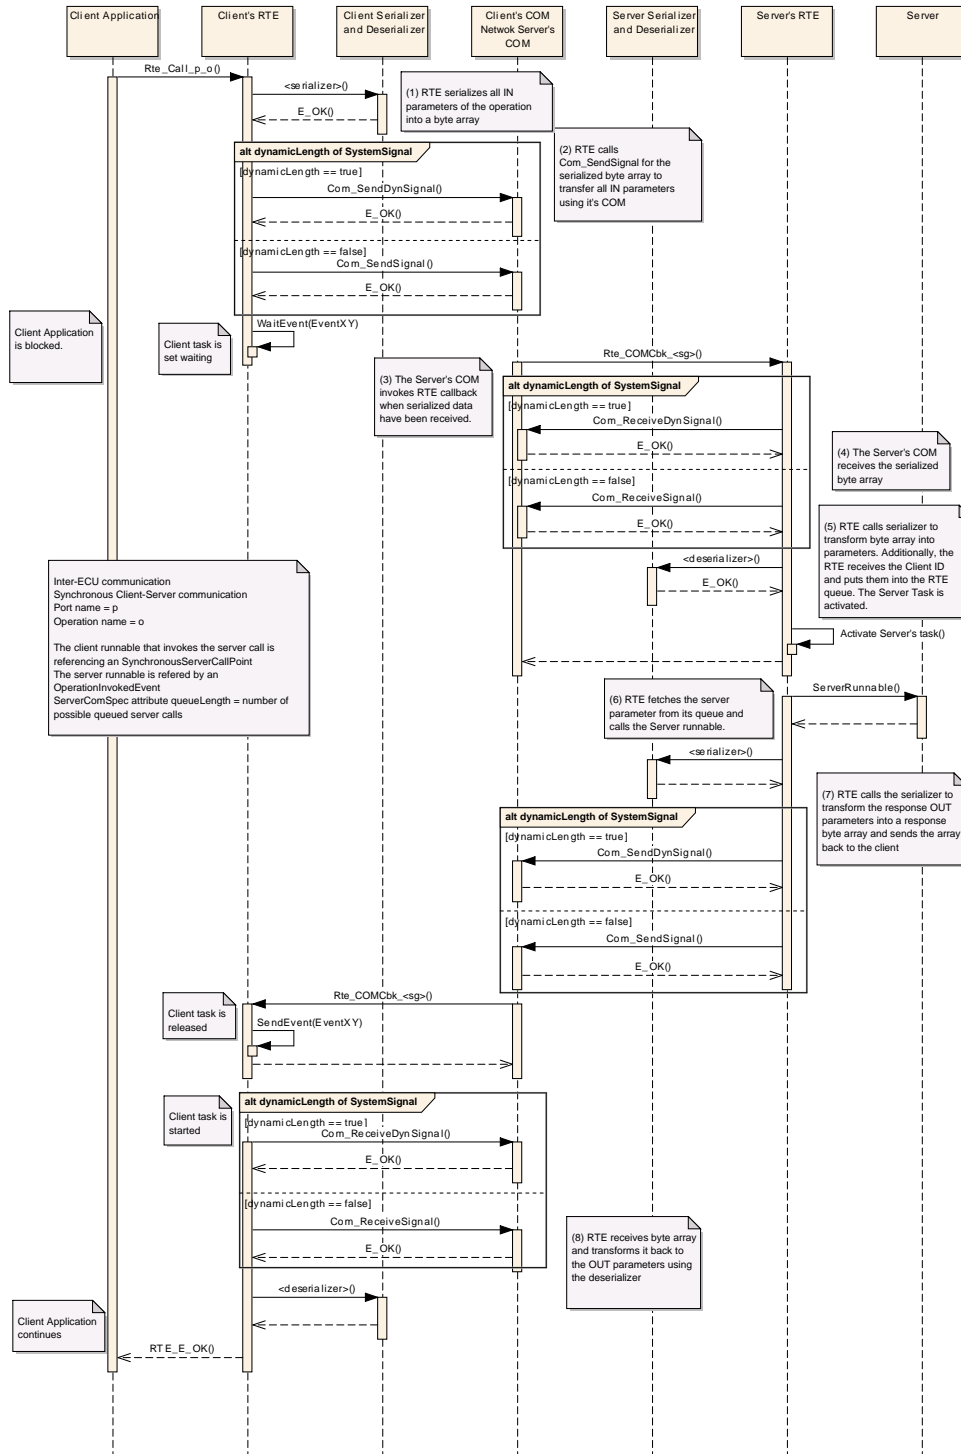 Client Application
Client's RTE
Client Serializer
and Deserializer
Client's COM
Netwok Server's
COM
Server Serializer
and Deserializer
Server's RTE
Server
Rte_Call_p_o()
<serializer>()
E_OK()
(1) RTE serializes all IN
parameters of the operation
into a byte array
alt dynamicLength of SystemSignal
[dynamicLength == true]
Com_SendDynSignal()
E_OK()
[dynamicLength == false]
Com_SendSignal()
E_OK()
(2) RTE calls
Com_SendSignal for the
serialized byte array to
transfer all IN parameters
using it's COM
Client Application
is blocked.
Client task is
set waiting
WaitEvent(EventXY)
Rte_COMCbk_<sg>()
(3) The Server's COM
invokes RTE callback
when serialized data
have been received.
alt dynamicLength of SystemSignal
[dynamicLength == true]
Com_ReceiveDynSignal()
E_OK()
[dynamicLength == false]
Com_ReceiveSignal()
E_OK()
(4) The Server's COM
receives the serialized
byte array
(5) RTE calls serializer to
transform byte array into
parameters. Additionally, the
RTE receives the Client ID
and puts them into the RTE
queue. The Server Task is
activated.
<deserializer>()
E_OK()
Inter-ECU communication
Synchronous Client-Server communication
Port name = p
Operation name = o
The client runnable that invokes the server call is
referencing an SynchronousServerCallPoint
The server runnable is refered by an
OperationInvokedEvent
ServerComSpec attribute queueLength = number of
possible queued server calls
Activate Server's task()
(6) RTE fetches the server
parameter from its queue and
calls the Server runnable.
ServerRunnable()
<serializer>()
(7) RTE calls the serializer to
transform the response OUT
parameters into a response
byte array and sends the array
back to the client
alt dynamicLength of SystemSignal
[dynamicLength == true]
Com_SendDynSignal()
E_OK()
[dynamicLength == false]
Com_SendSignal()
E_OK()
Rte_COMCbk_<sg>()
Client task is
released
SendEvent(EventXY)
alt dynamicLength of SystemSignal
Client task is
started
[dynamicLength == true]
Com_ReceiveDynSignal()
E_OK()
[dynamicLength == false]
Com_ReceiveSignal()
E_OK()
(8) RTE receives byte array
and transforms it back to
the OUT parameters using
the deserializer
<deserializer>()
Client Application
continues
RTE_E_OK()